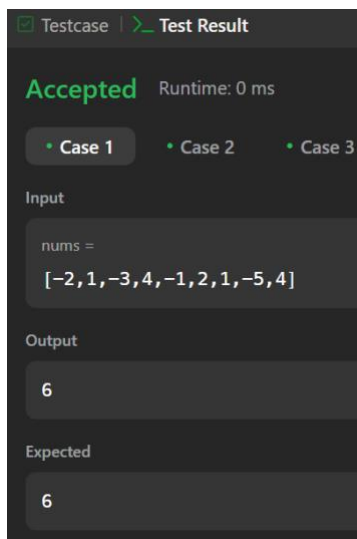 Testcase | >_ Test Result
Accepted Runtime: 0 ms
• Case 1 • Case 2 • Case 3
Input
nums =
[-2,1,-3,4,-1,2,1,-5,4]
Output
6
Expected
6